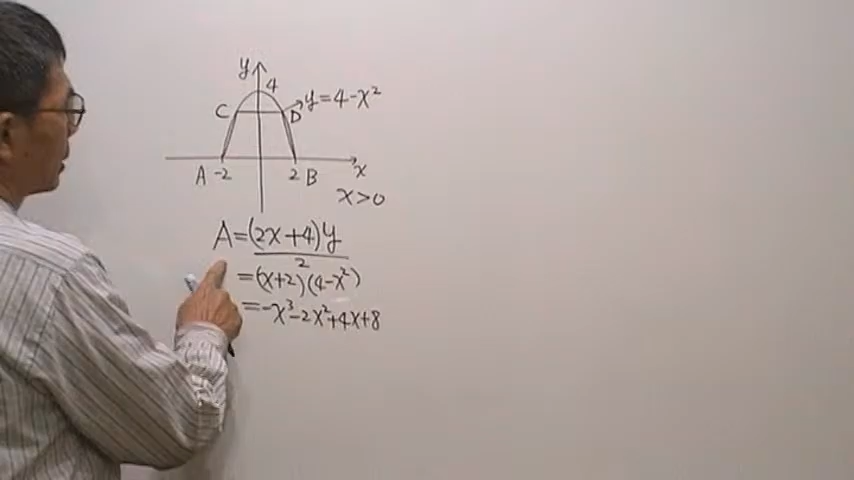 y
4
C
D
y=4-x²
A -2
2 B
x
x>0
A=(2x+4)y
2
=(x+2)(4-x²)
=-x³-2x²+4x+8